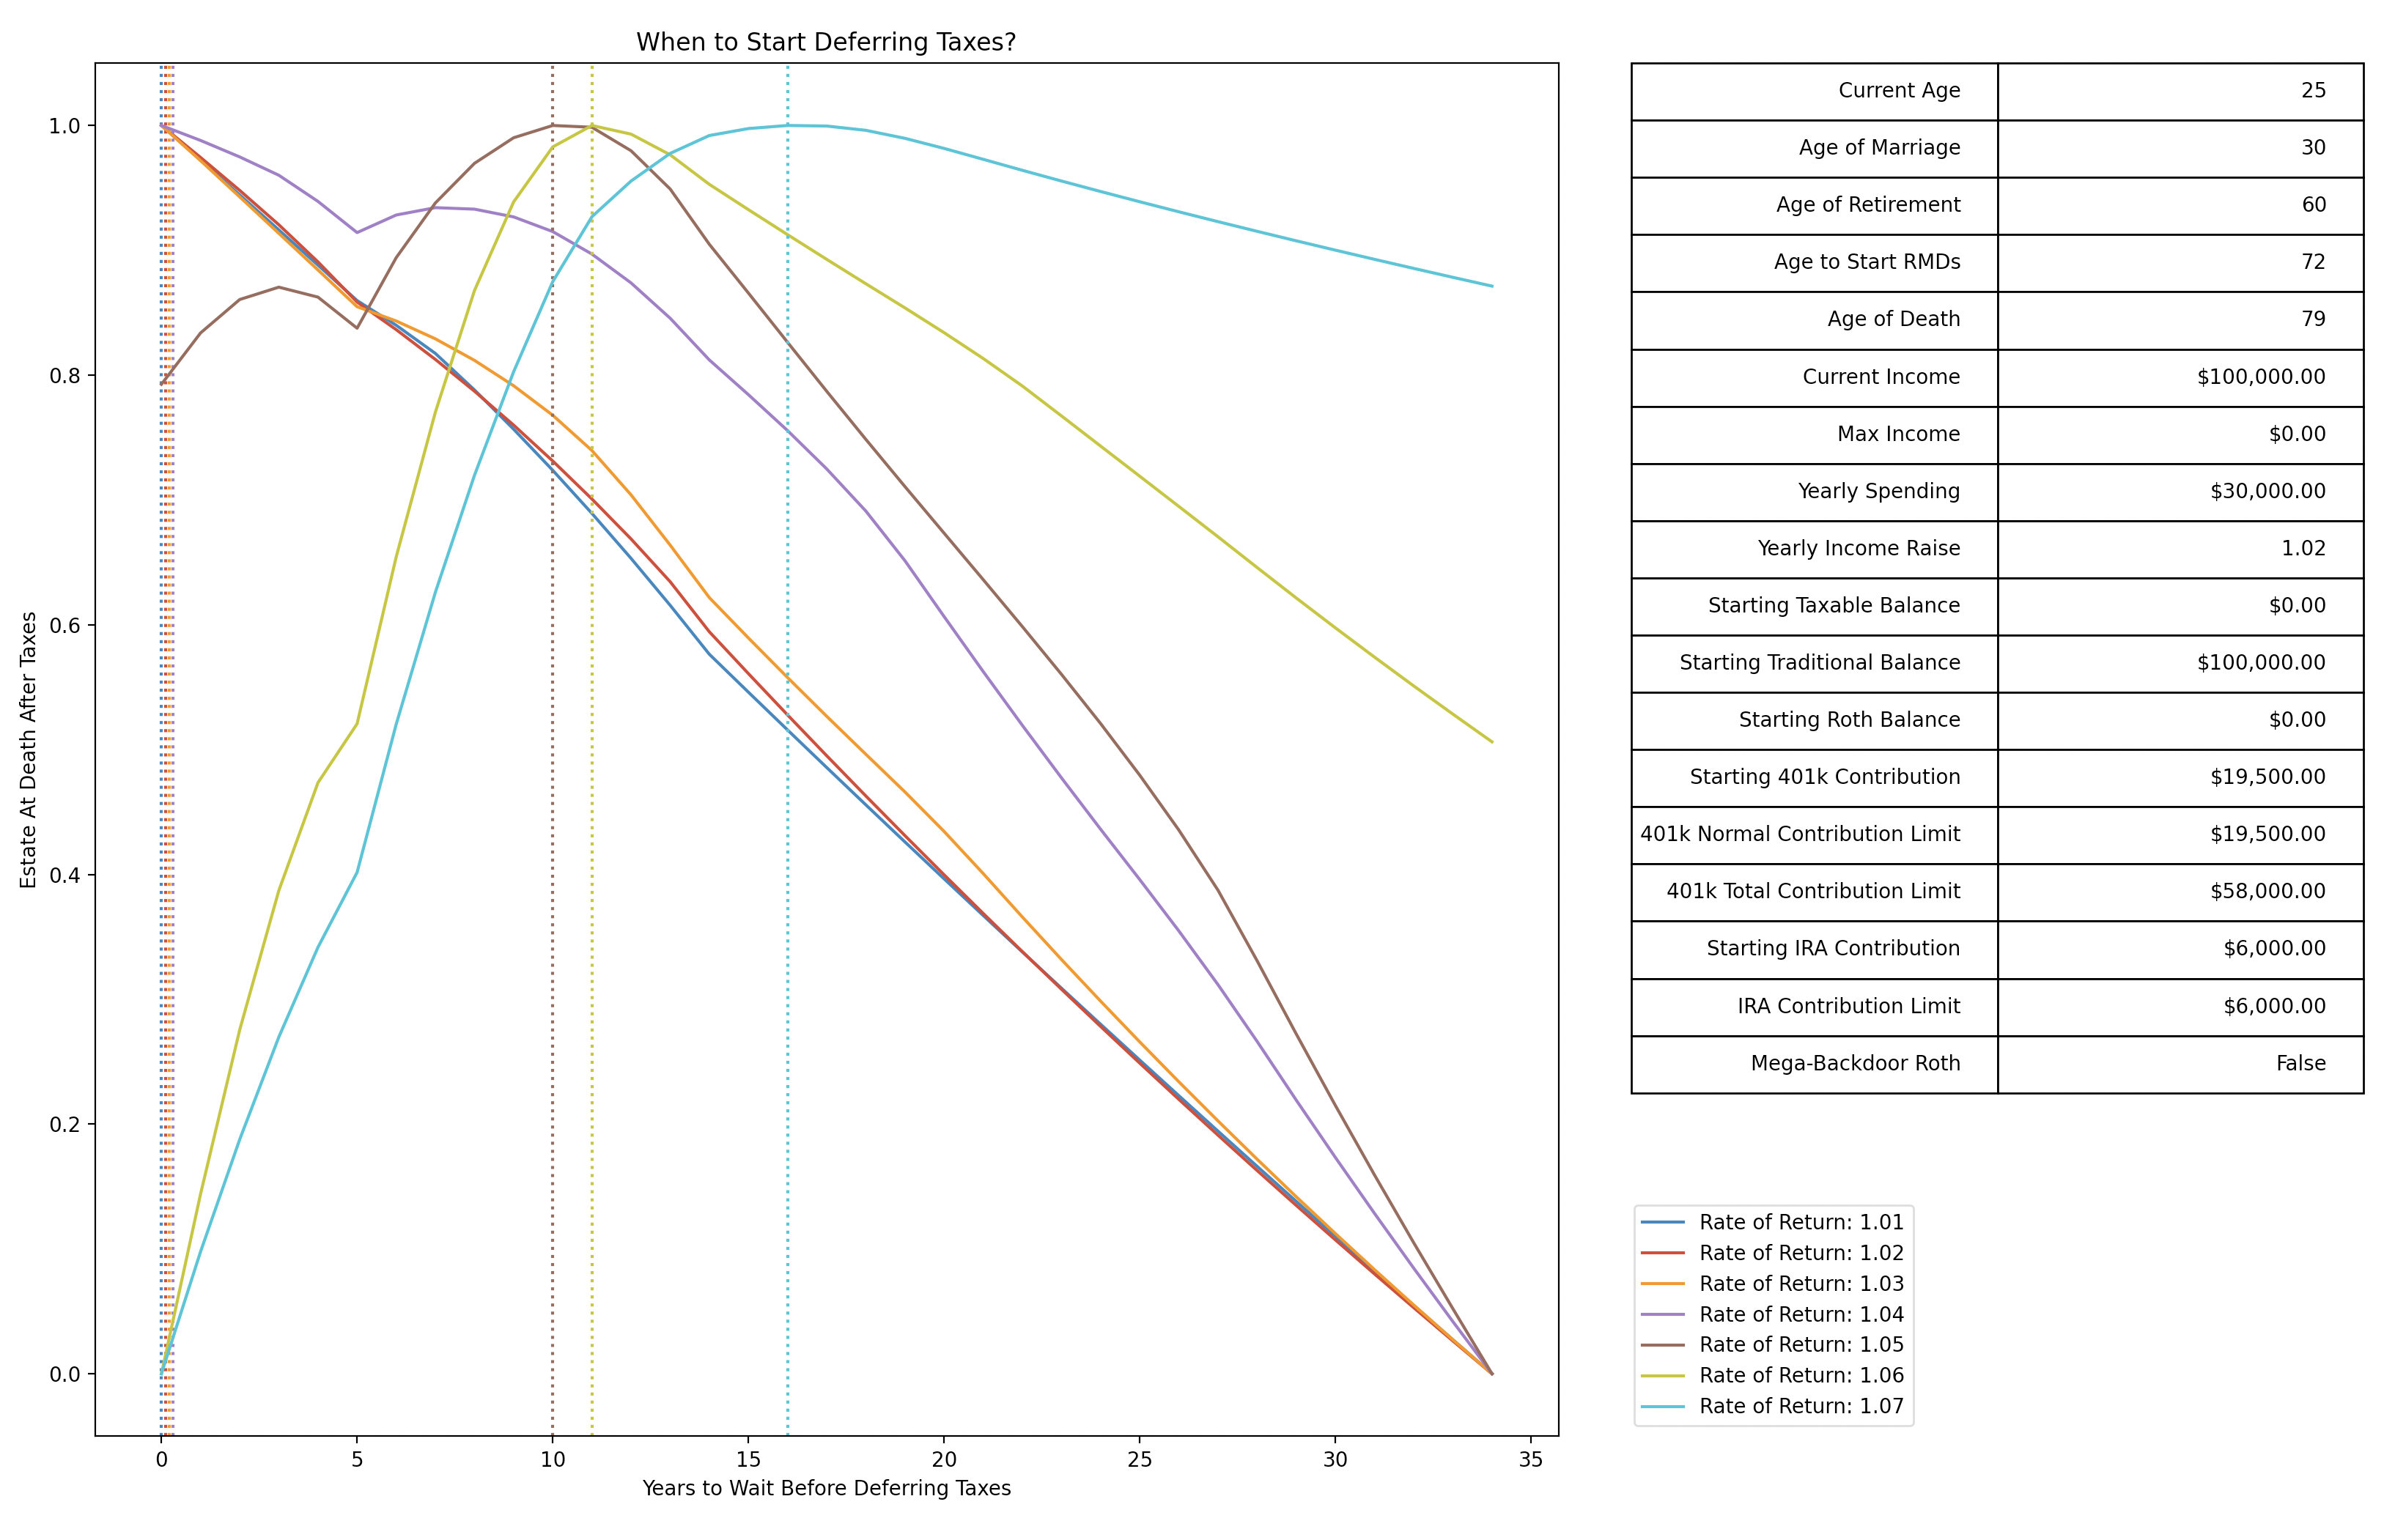 When to Start Deferring Taxes?
Estate At Death After Taxes
1.0
0.8
0.6
0.4
0.2
0.0
0 5 10 15 20 25 30 35
Years to Wait Before Deferring Taxes
Current Age 25
Age of Marriage 30
Age of Retirement 60
Age to Start RMDs 72
Age of Death 79
Current Income $100,000.00
Max Income $0.00
Yearly Spending $30,000.00
Yearly Income Raise 1.02
Starting Taxable Balance $0.00
Starting Traditional Balance $100,000.00
Starting Roth Balance $0.00
Starting 401k Contribution $19,500.00
401k Normal Contribution Limit $19,500.00
401k Total Contribution Limit $58,000.00
Starting IRA Contribution $6,000.00
IRA Contribution Limit $6,000.00
Mega-Backdoor Roth False
Rate of Return: 1.01
Rate of Return: 1.02
Rate of Return: 1.03
Rate of Return: 1.04
Rate of Return: 1.05
Rate of Return: 1.06
Rate of Return: 1.07